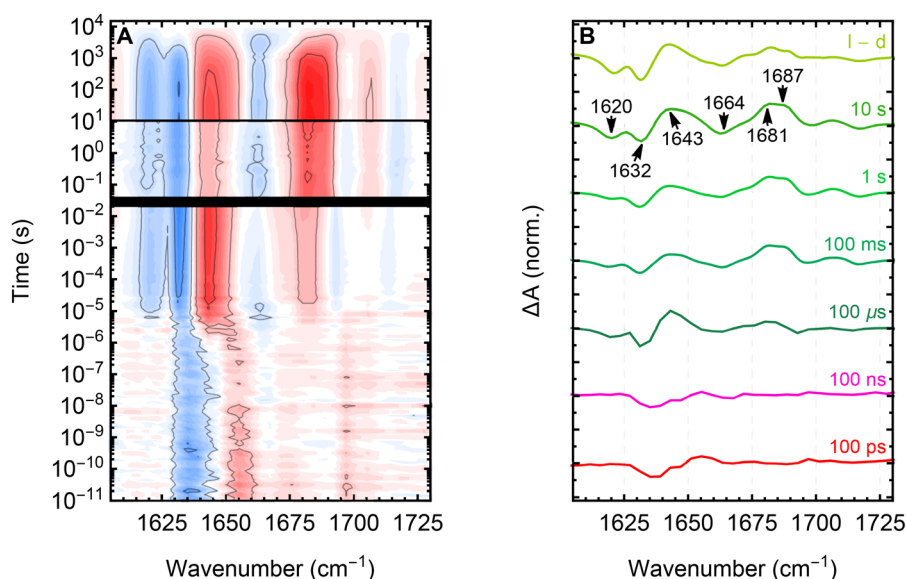 A
B
10⁴
10³
10²
10¹
10⁰
10⁻¹
10⁻²
10⁻³
10⁻⁴
10⁻⁵
10⁻⁶
10⁻⁷
10⁻⁸
10⁻⁹
10⁻¹⁰
10⁻¹¹
Time (s)
1625 1650 1675 1700 1725
Wavenumber (cm⁻¹)
ΔA (norm.)
l – d
10 s
1620
1632
1643
1664
1681
1687
1 s
100 ms
100 µs
100 ns
100 ps
1625 1650 1675 1700 1725
Wavenumber (cm⁻¹)